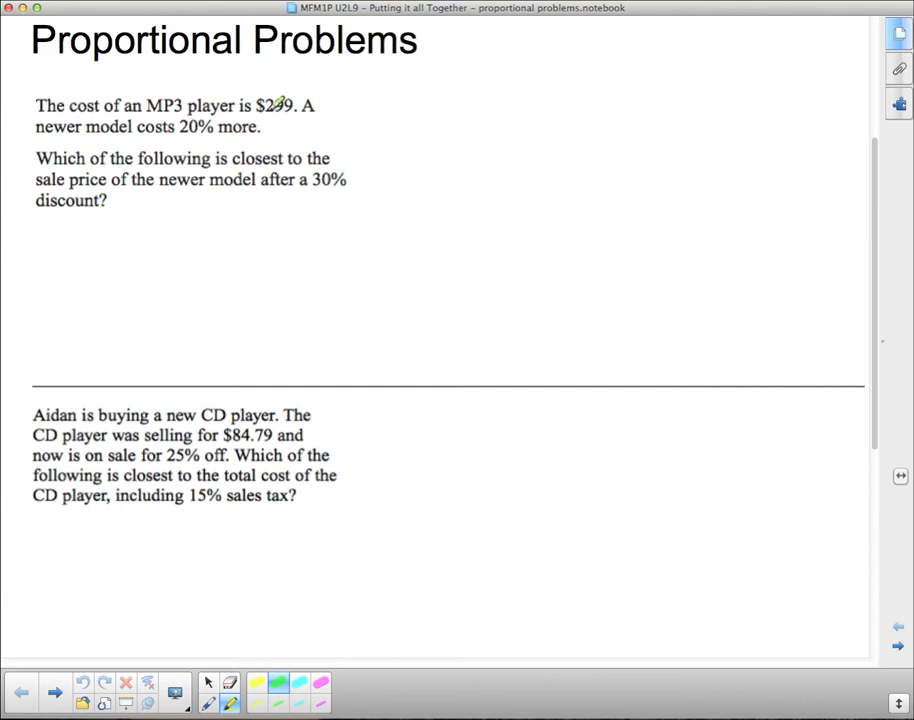 MFM1P U2L9 – Putting it all Together – proportional problems.notebook
Proportional Problems
The cost of an MP3 player is $299. A
newer model costs 20% more.
Which of the following is closest to the
sale price of the newer model after a 30%
discount?
Aidan is buying a new CD player. The
CD player was selling for $84.79 and
now is on sale for 25% off. Which of the
following is closest to the total cost of the
CD player, including 15% sales tax?